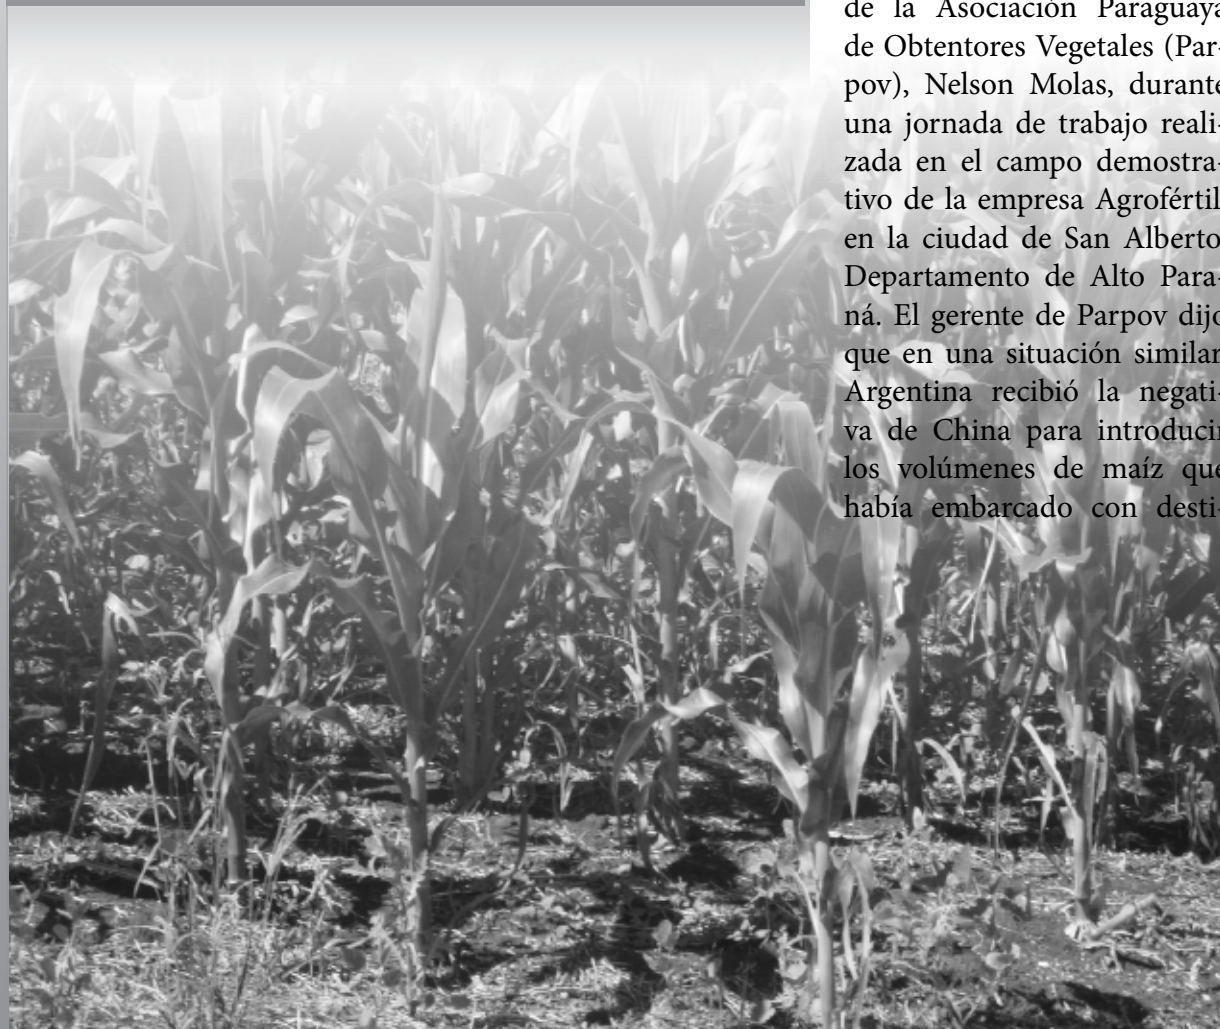 de la Asociación Paraguaya
de Obtentores Vegetales (Par-
pov), Nelson Molas, durante
una jornada de trabajo reali-
zada en el campo demostra-
tivo de la empresa Agrofértil
en la ciudad de San Alberto,
Departamento de Alto Para-
ná. El gerente de Parpov dijo
que en una situación similar,
Argentina recibió la negati-
va de China para introducir
los volúmenes de maíz que
había embarcado con desti-